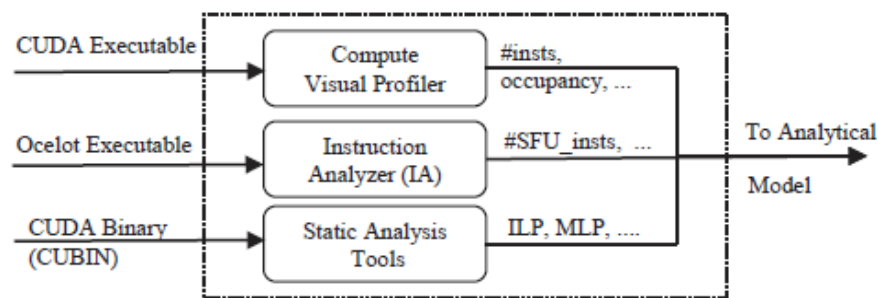 CUDA Executable
Compute
Visual Profiler
#insts,
occupancy, ...
Ocelot Executable
Instruction
Analyzer (IA)
#SFU_insts, ...
To Analytical
Model
CUDA Binary
(CUBIN)
Static Analysis
Tools
ILP, MLP, ....